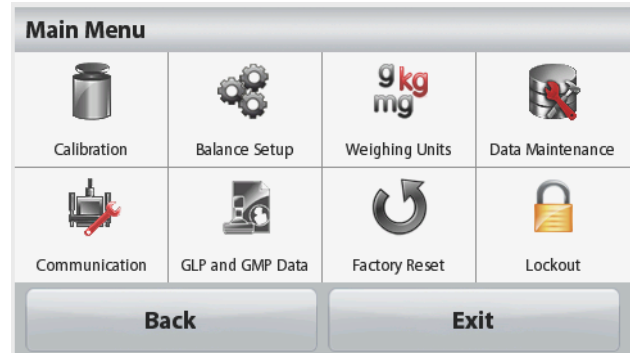 Main Menu
g kg
mg
Calibration
Balance Setup
Weighing Units
Data Maintenance
Communication
GLP and GMP Data
Factory Reset
Lockout
Back
Exit